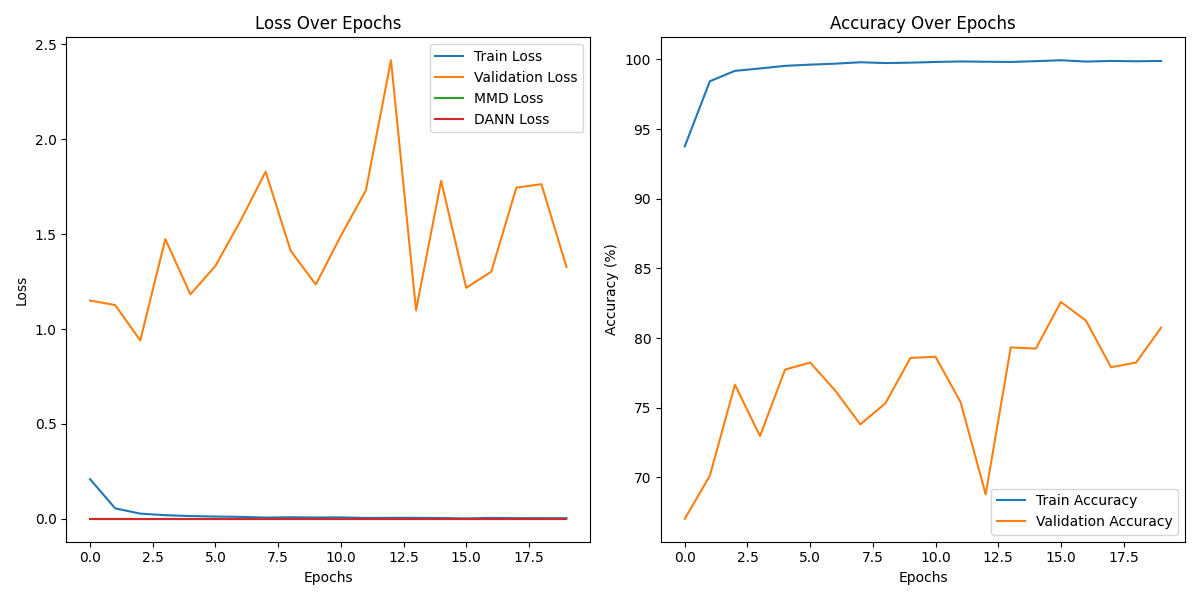 Loss Over Epochs
Train Loss
Validation Loss
MMD Loss
DANN Loss
2.5
2.0
1.5
1.0
0.5
0.0
Loss
0.0 2.5 5.0 7.5 10.0 12.5 15.0 17.5
Epochs
Accuracy Over Epochs
100
95
90
85
80
75
70
Accuracy (%)
Train Accuracy
Validation Accuracy
0.0 2.5 5.0 7.5 10.0 12.5 15.0 17.5
Epochs